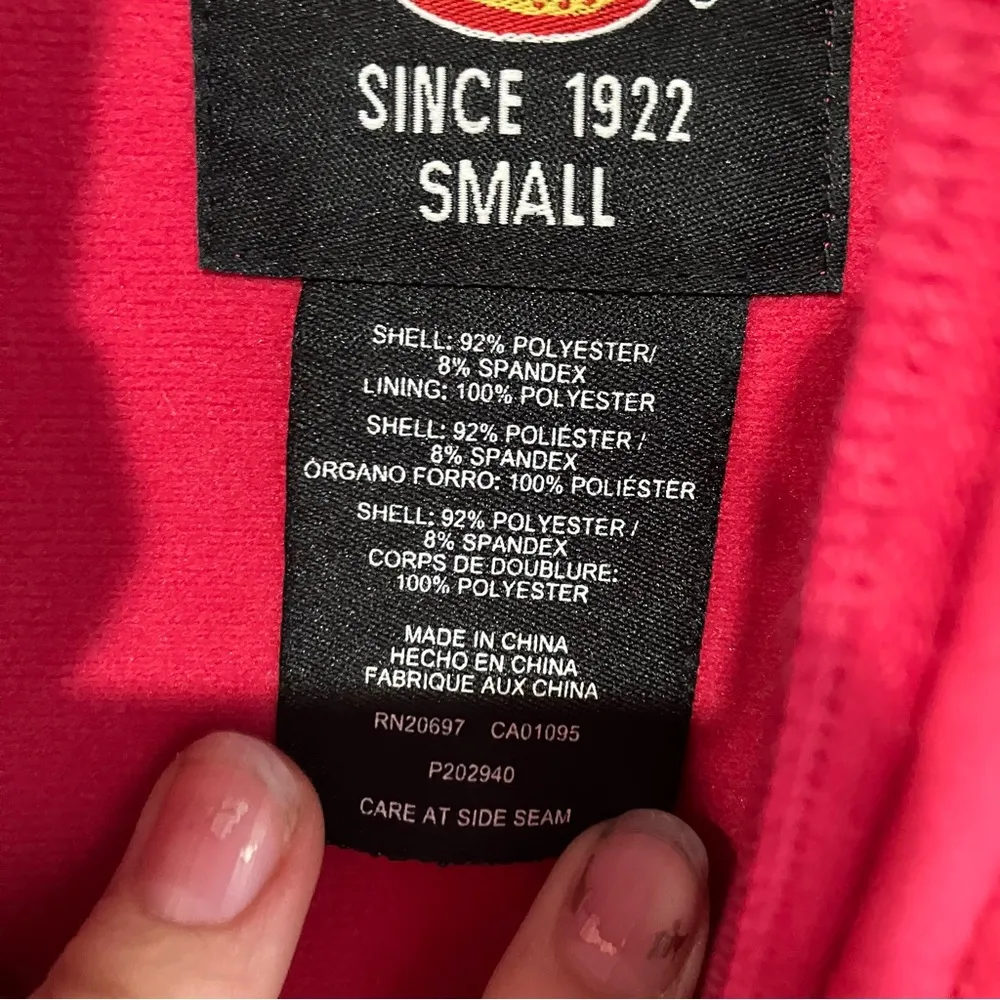 SINCE 1922
SMALL
SHELL: 92% POLYESTER/
8% SPANDEX
LINING: 100% POLYESTER
SHELL: 92% POLIÉSTER /
8% SPANDEX
ÓRGANO FORRO: 100% POLIÉSTER
SHELL: 92% POLYESTER /
8% SPANDEX
CORPS DE DOUBLURE:
100% POLYESTER
MADE IN CHINA
HECHO EN CHINA
FABRIQUE AUX CHINA
RN20697 CA01095
P202940
CARE AT SIDE SEAM